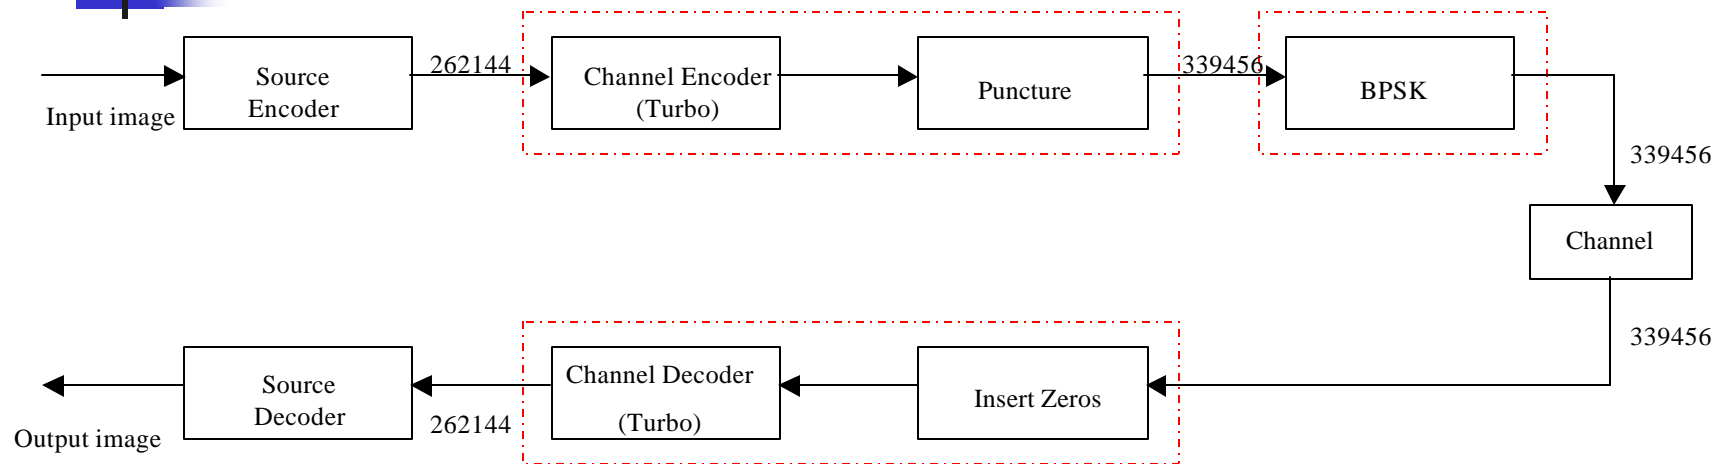 Input image
Source
Encoder
262144
Channel Encoder
(Turbo)
Puncture
339456
BPSK
339456
Channel
339456
Insert Zeros
Channel Decoder
(Turbo)
262144
Source
Decoder
Output image